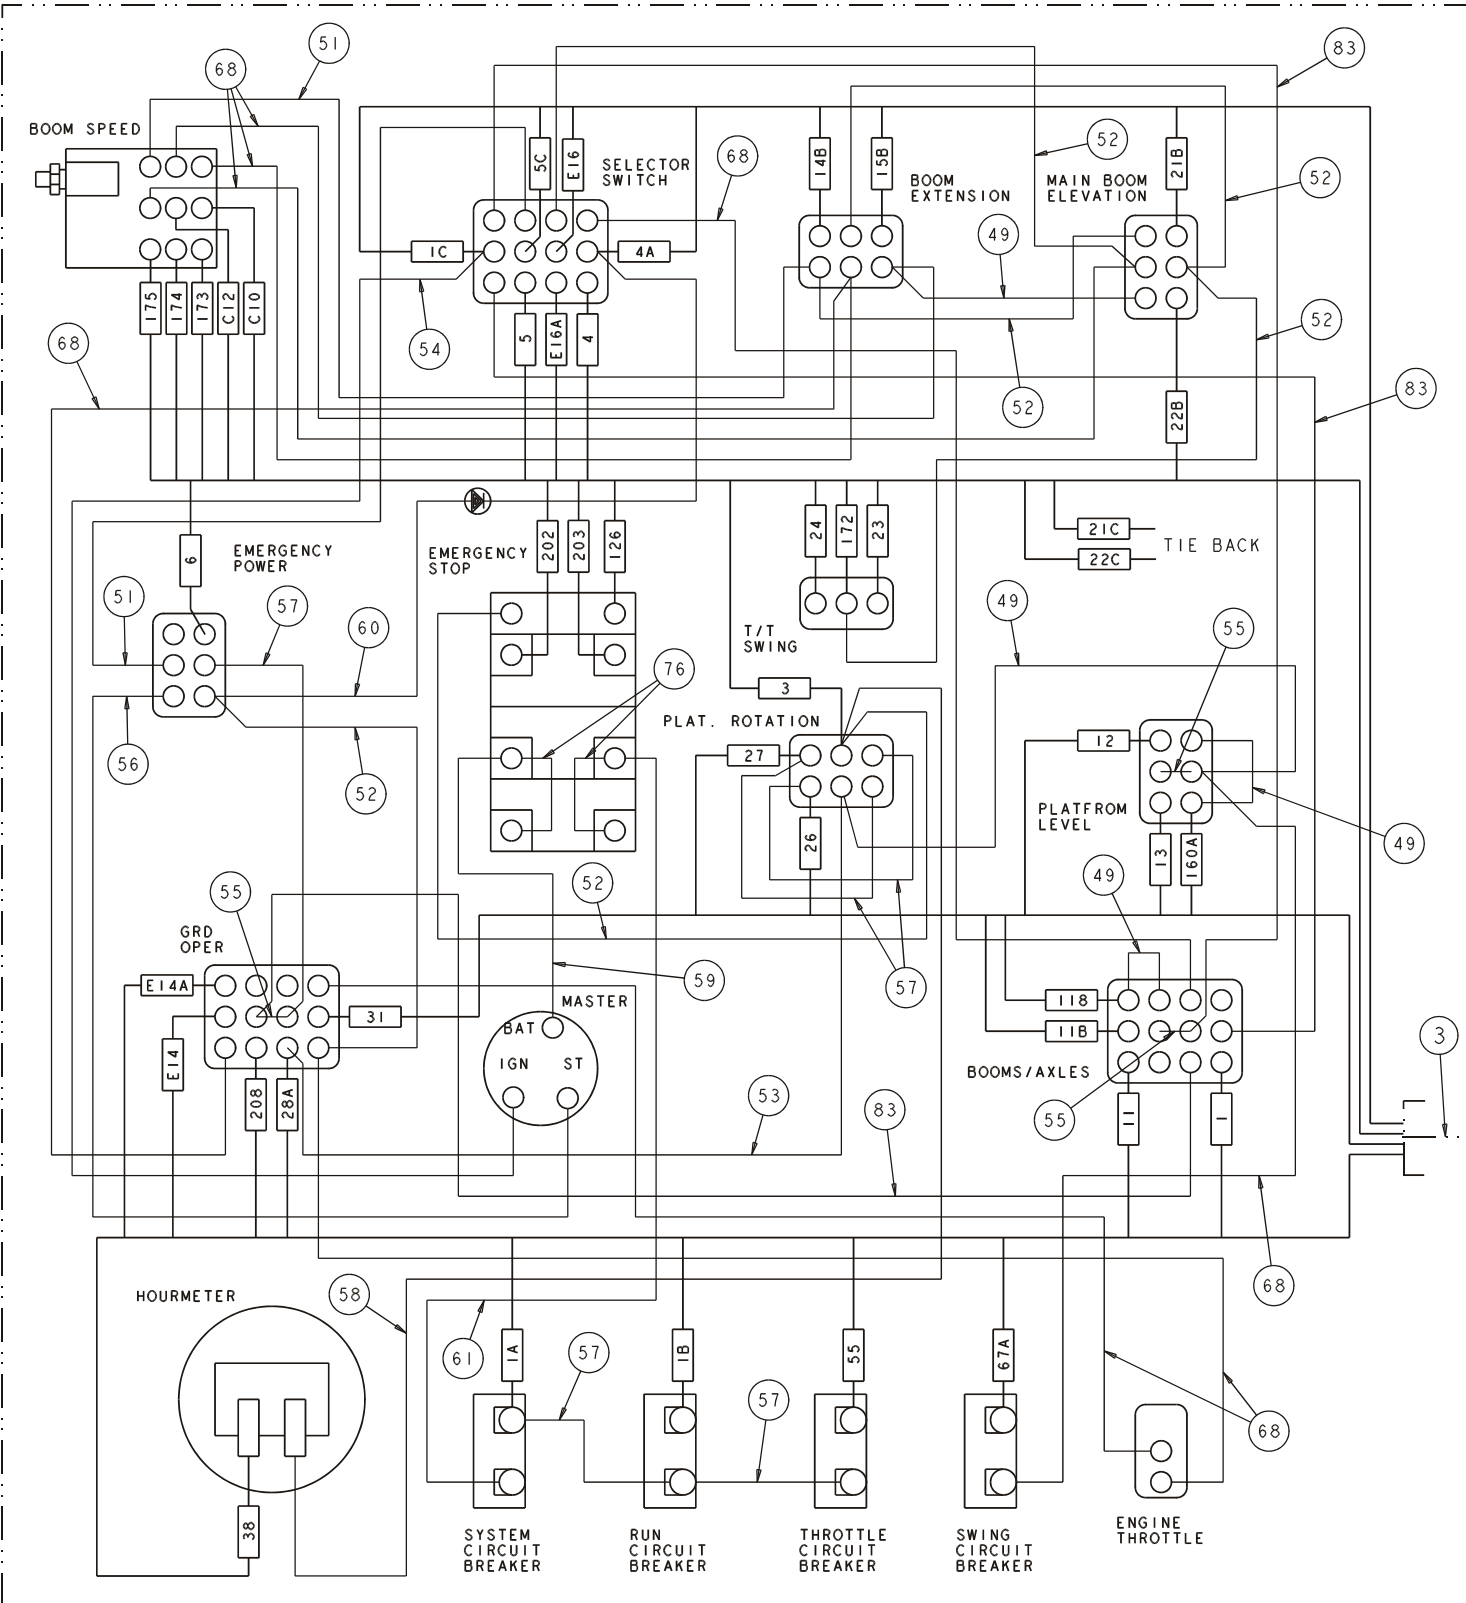 51
83
68
BOOM SPEED
5C
E16
SELECTOR
SWITCH
68
14B
15B
BOOM
EXTENSION
52
MAIN BOOM
ELEVATION
21B
52
1C
4A
49
175
174
173
C12
C10
54
5
E16A
4
52
52
68
83
22B
6
EMERGENCY
POWER
EMERGENCY
STOP
202
203
126
24
172
23
21C
22C
TIE BACK
51
57
60
T/T
SWING
49
55
76
3
PLAT. ROTATION
27
12
56
52
26
PLATFROM
LEVEL
13
160A
49
55
52
49
GRD
OPER
E14A
31
59
MASTER
57
118
11B
BAT
IGN
ST
E14
208
28A
53
83
BOOMS/AXLES
55
11
1
3
HOURMETER
58
68
61
1A
57
1B
55
67A
57
68
38
SYSTEM
CIRCUIT
BREAKER
RUN
CIRCUIT
BREAKER
THROTTLE
CIRCUIT
BREAKER
SWING
CIRCUIT
BREAKER
ENGINE
THROTTLE